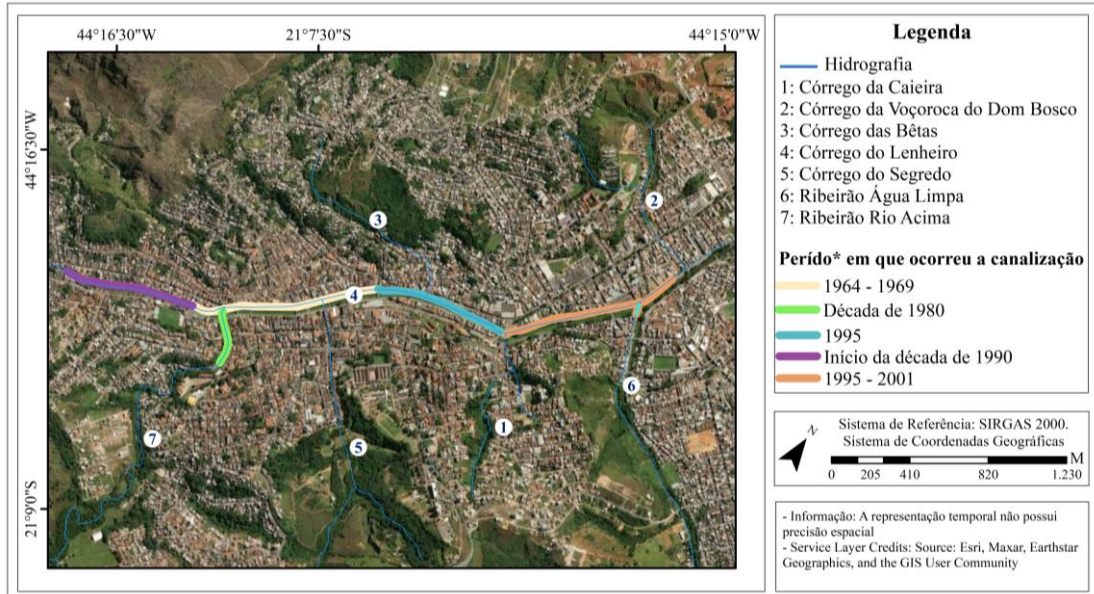 44°16'30"W
21°7'30"S
44°15'0"W
44°16'30"W
21°9'0"S
3
2
4
6
1
5
7
Legenda
Hidrografia
1: Córrego da Caieira
2: Córrego da Voçoroca do Dom Bosco
3: Córrego das Bêtas
4: Córrego do Lenheiro
5: Córrego do Segredo
6: Ribeirão Água Limpa
7: Ribeirão Rio Acima
Perído* em que ocorreu a canalização
1964 - 1969
Década de 1980
1995
Início da década de 1990
1995 - 2001
N
Sistema de Referência: SIRGAS 2000.
Sistema de Coordenadas Geográficas
M
0 205 410 820 1.230
- Informação: A representação temporal não possui
precisão espacial
- Service Layer Credits: Source: Esri, Maxar, Earthstar
Geographics, and the GIS User Community